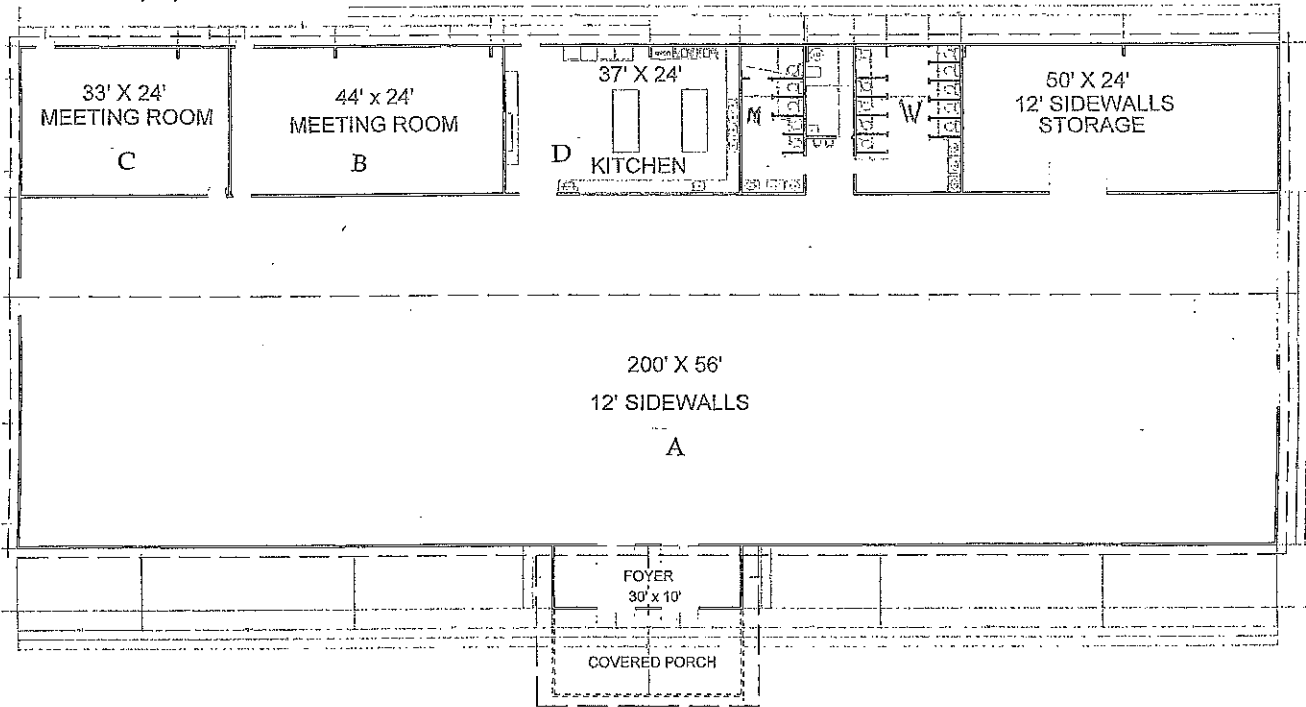 33' X 24'
MEETING ROOM
C
44' x 24'
MEETING ROOM
B
37' X 24'
D
KITCHEN
M
W
50' X 24'
12' SIDEWALLS
STORAGE
200' X 56'
12' SIDEWALLS
A
FOYER
30' x 10'
COVERED PORCH